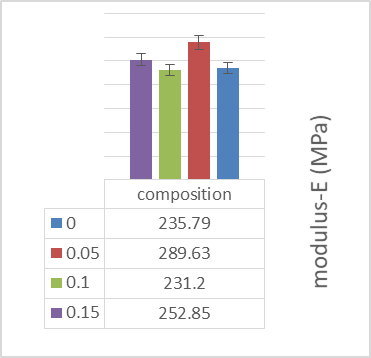 composition
0 235.79
0.05 289.63
0.1 231.2
0.15 252.85
modulus-E (MPa)